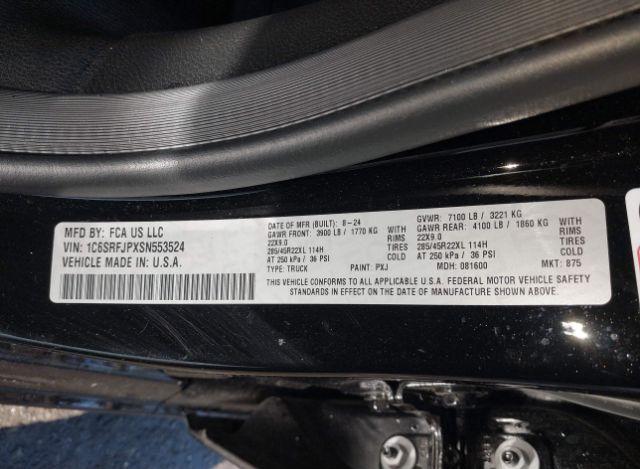 MFD BY: FCA US LLC
VIN: 1C6SRFJPXSN553524
VEHICLE MADE IN: U.S.A.
DATE OF MFR (BUILT): 8-24
GAWR FRONT: 3900 LB / 1770 KG WITH
22X9.0 RIMS
285/45R22XL 114H TIRES
AT 250 kPa / 36 PSI COLD
TYPE: TRUCK PAINT: PXJ
GVWR: 7100 LB / 3221 KG
GAWR REAR: 4100 LB / 1860 KG WITH
22X9.0 RIMS
285/45R22XL 114H TIRES
AT 250 kPa / 36 PSI COLD
MDH: 081600 MKT: 875
THIS VEHICLE CONFORMS TO ALL APPLICABLE U.S.A. FEDERAL MOTOR VEHICLE SAFETY
STANDARDS IN EFFECT ON THE DATE OF MANUFACTURE SHOWN ABOVE.